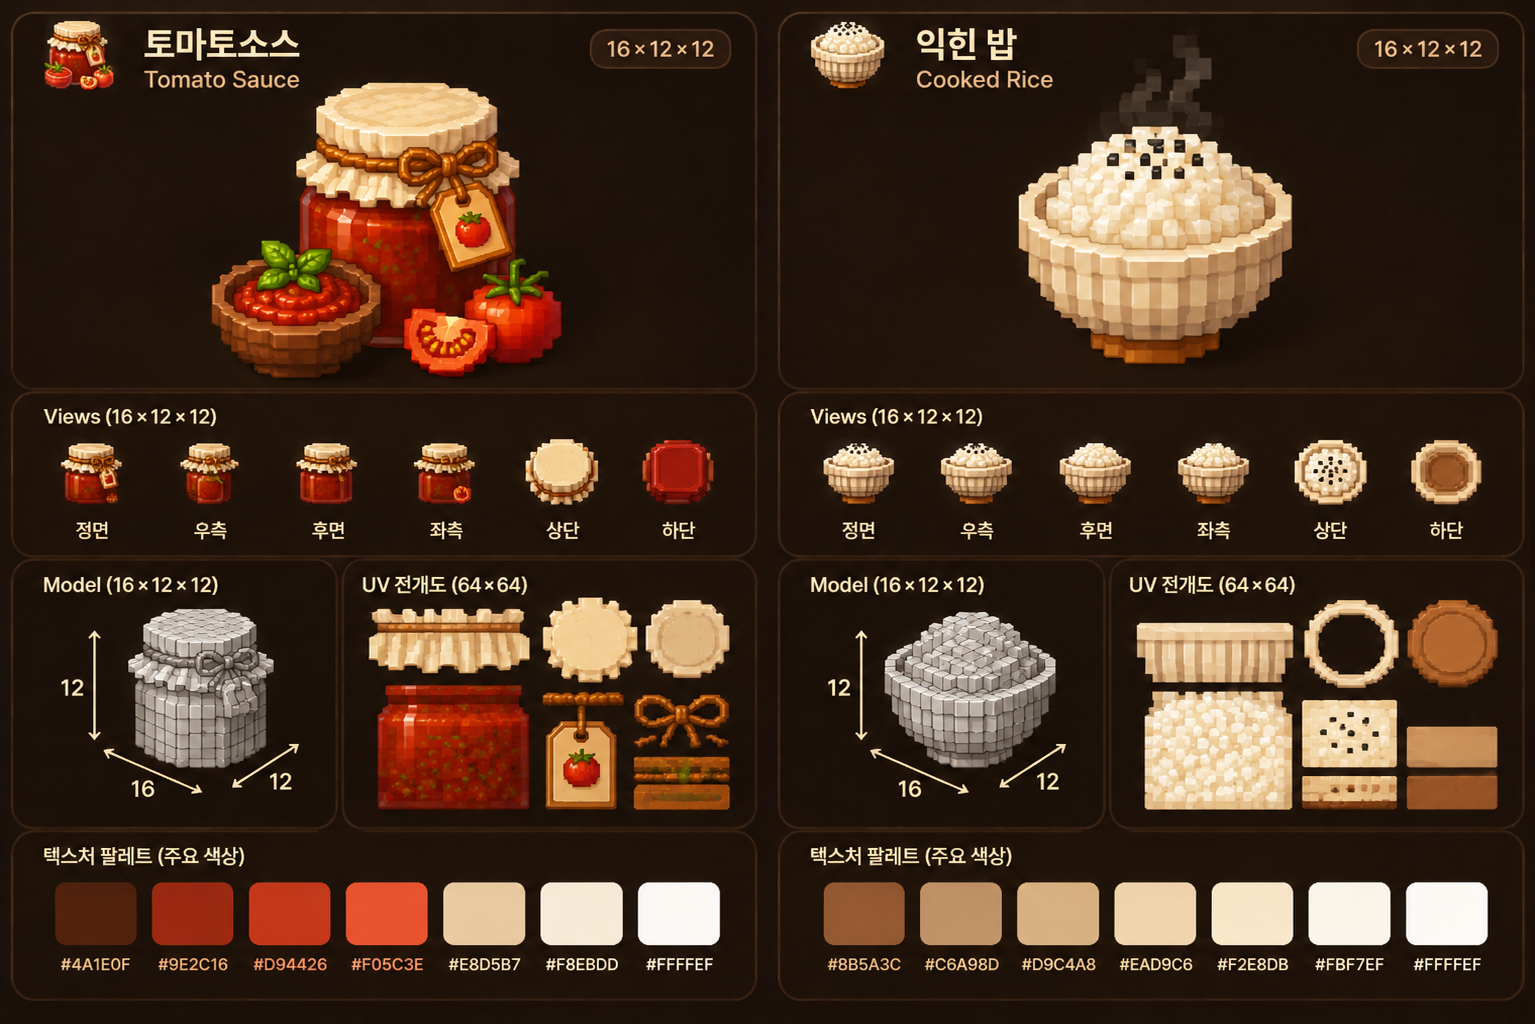 토마토소스
Tomato Sauce
16×12×12
Views (16×12×12)
정면
우측
후면
좌측
상단
하단
Model (16×12×12)
12
16
12
UV 전개도 (64×64)
텍스처 팔레트 (주요 색상)
#4A1E0F
#9E2C16
#D94426
#F05C3E
#E8D5B7
#F8EBDD
#FFFFEF
익힌 밥
Cooked Rice
16×12×12
Views (16×12×12)
정면
우측
후면
좌측
상단
하단
Model (16×12×12)
12
16
12
UV 전개도 (64×64)
텍스처 팔레트 (주요 색상)
#8B5A3C
#C6A98D
#D9C4A8
#EAD9C6
#F2E8DB
#FBF7EF
#FFFFEF